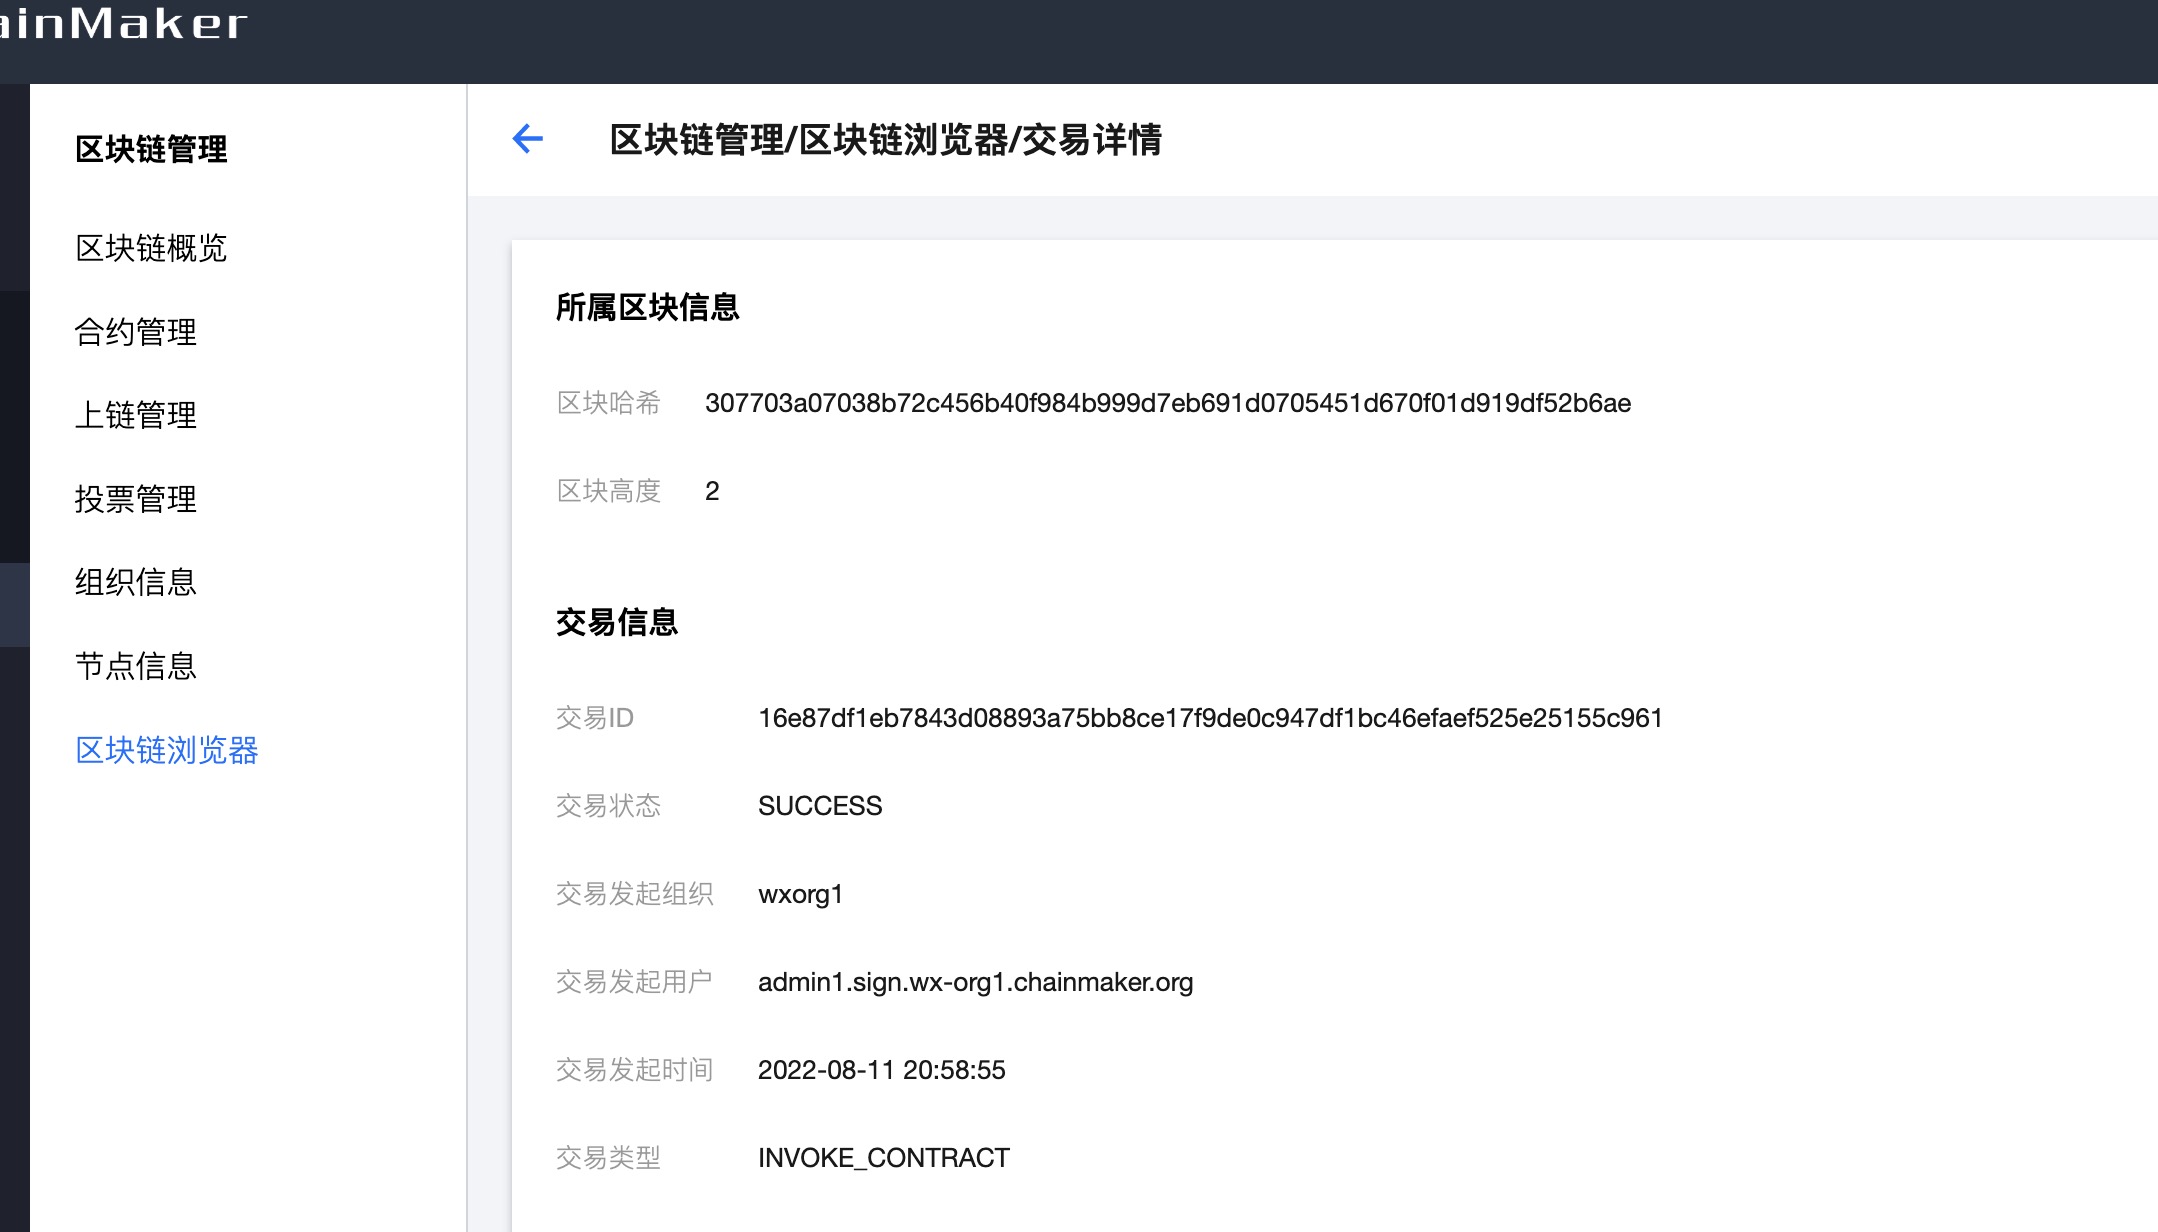 ainMaker
区块链管理
区块链概览
合约管理
上链管理
投票管理
组织信息
节点信息
区块链浏览器
区块链管理/区块链浏览器/交易详情
所属区块信息
区块哈希 307703a07038b72c456b40f984b999d7eb691d0705451d670f01d919df52b6ae
区块高度 2
交易信息
交易ID 16e87df1eb7843d08893a75bb8ce17f9de0c947df1bc46efaef525e25155c961
交易状态 SUCCESS
交易发起组织 wxorg1
交易发起用户 admin1.sign.wx-org1.chainmaker.org
交易发起时间 2022-08-11 20:58:55
交易类型 INVOKE_CONTRACT